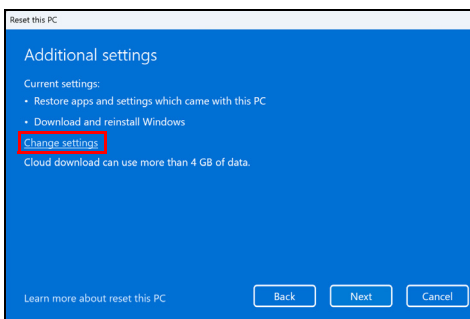 Reset this PC
Additional settings
Current settings:
• Restore apps and settings which came with this PC
• Download and reinstall Windows
Change settings
Cloud download can use more than 4 GB of data.
Learn more about reset this PC
Back
Next
Cancel